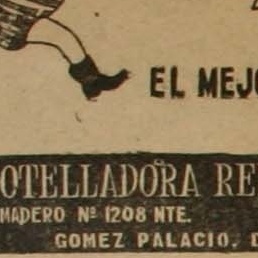 EL MEJO
OTELLADORA RE
MADERO Nº 1208 NTE.
GOMEZ PALACIO, D